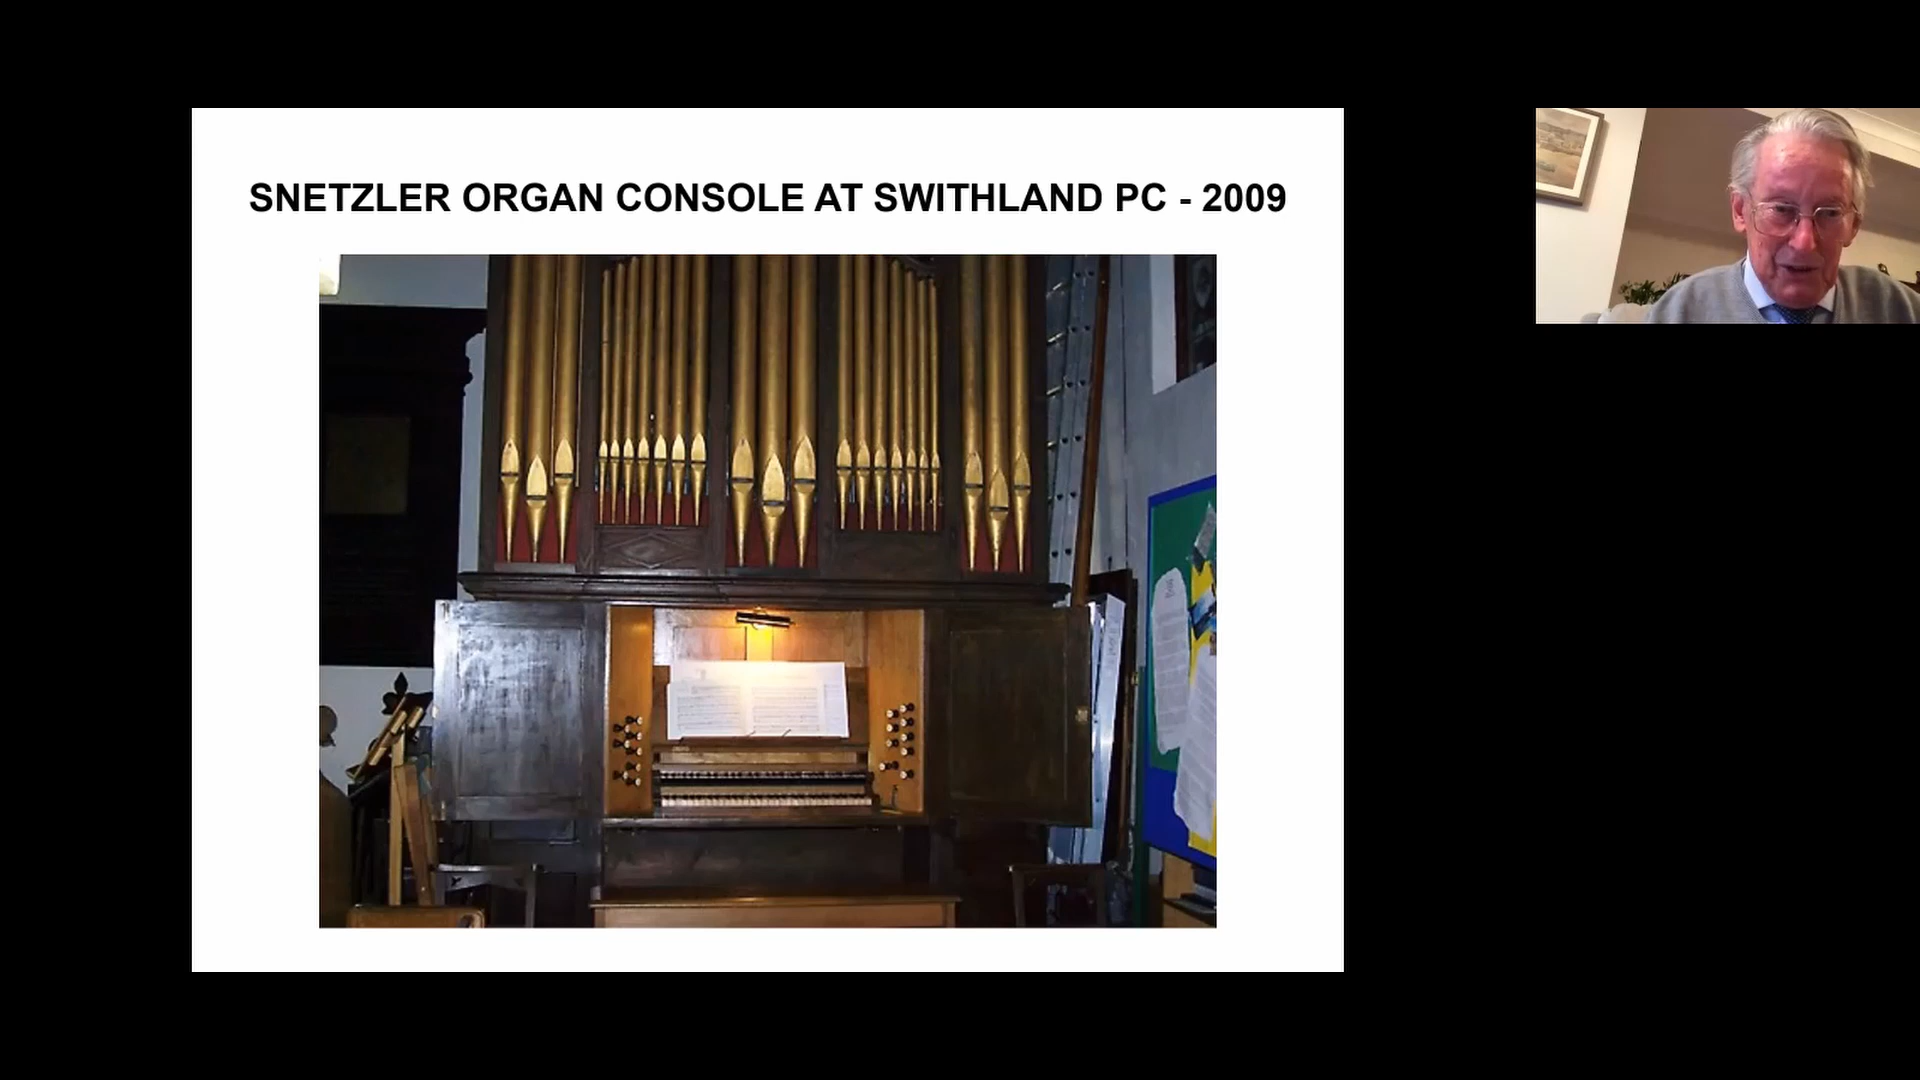 SNETZLER ORGAN CONSOLE AT SWITHLAND PC - 2009